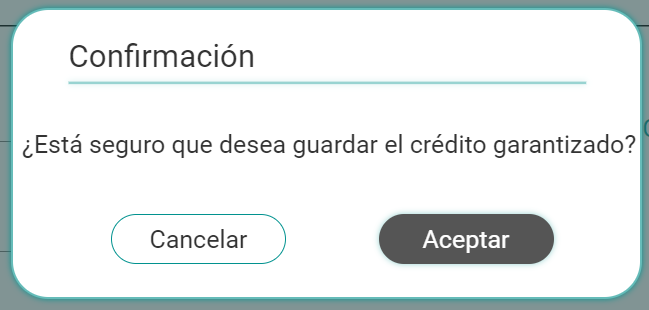 Confirmación
¿Está seguro que desea guardar el crédito garantizado?
Cancelar
Aceptar